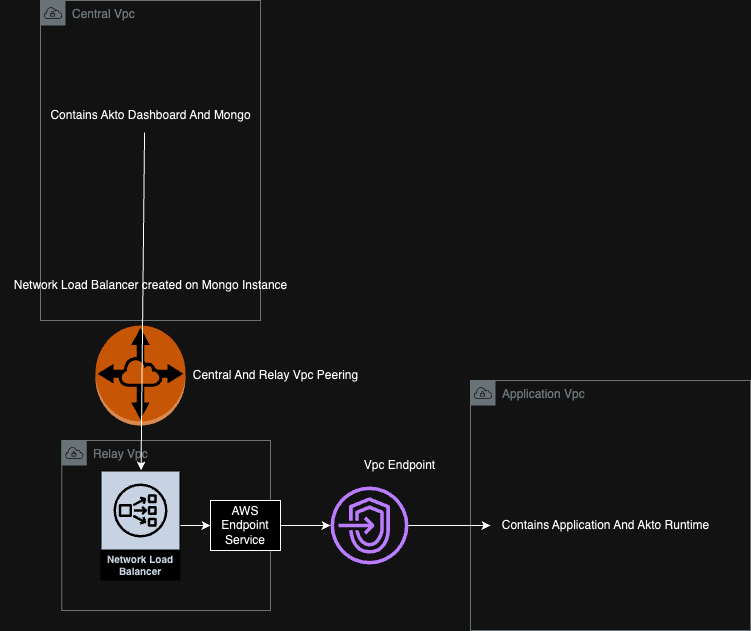 Central Vpc
Contains Akto Dashboard And Mongo
Network Load Balancer created on Mongo Instance
Central And Relay Vpc Peering
Application Vpc
Relay Vpc
Vpc Endpoint
AWS
Endpoint
Service
Contains Application And Akto Runtime
Network Load
Balancer